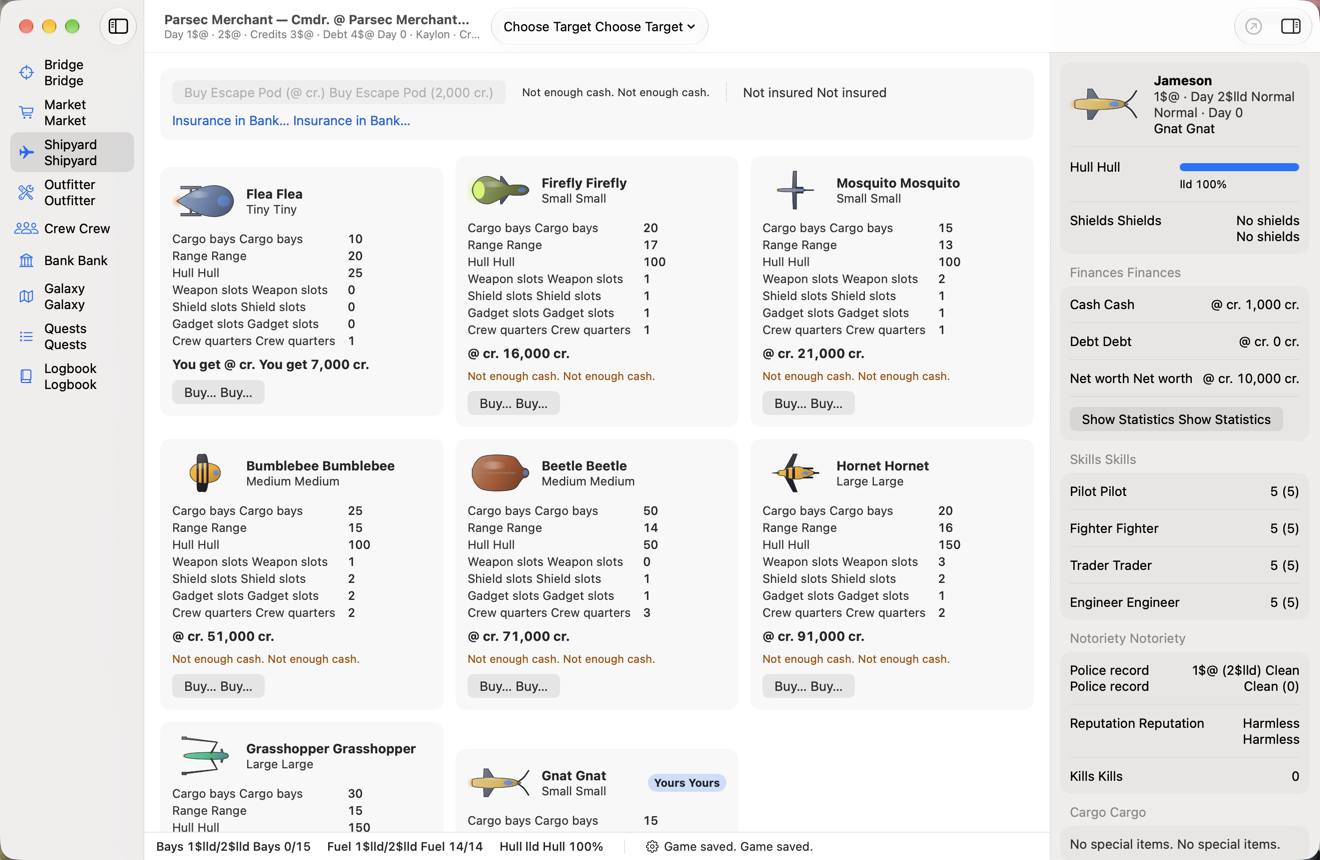 Parsec Merchant — Cmdr. @ Parsec Merchant...
Day 1$@ · 2$@ · Credits 3$@ · Debt 4$@ Day 0 · Kaylon · Cr...
Choose Target Choose Target
Bridge
Bridge
Market
Market
Shipyard
Shipyard
Outfitter
Outfitter
Crew Crew
Bank Bank
Galaxy
Galaxy
Quests
Quests
Logbook
Logbook
Buy Escape Pod (@ cr.) Buy Escape Pod (2,000 cr.)
Not enough cash. Not enough cash.
Not insured Not insured
Insurance in Bank... Insurance in Bank...
Flea Flea
Tiny Tiny
Cargo bays Cargo bays 10
Range Range 20
Hull Hull 25
Weapon slots Weapon slots 0
Shield slots Shield slots 0
Gadget slots Gadget slots 0
Crew quarters Crew quarters 1
You get @ cr. You get 7,000 cr.
Buy... Buy...
Firefly Firefly
Small Small
Cargo bays Cargo bays 20
Range Range 17
Hull Hull 100
Weapon slots Weapon slots 1
Shield slots Shield slots 1
Gadget slots Gadget slots 1
Crew quarters Crew quarters 1
@ cr. 16,000 cr.
Not enough cash. Not enough cash.
Buy... Buy...
Mosquito Mosquito
Small Small
Cargo bays Cargo bays 15
Range Range 13
Hull Hull 100
Weapon slots Weapon slots 2
Shield slots Shield slots 1
Gadget slots Gadget slots 1
Crew quarters Crew quarters 1
@ cr. 21,000 cr.
Not enough cash. Not enough cash.
Buy... Buy...
Bumblebee Bumblebee
Medium Medium
Cargo bays Cargo bays 25
Range Range 15
Hull Hull 100
Weapon slots Weapon slots 1
Shield slots Shield slots 2
Gadget slots Gadget slots 2
Crew quarters Crew quarters 2
@ cr. 51,000 cr.
Not enough cash. Not enough cash.
Buy... Buy...
Beetle Beetle
Medium Medium
Cargo bays Cargo bays 50
Range Range 14
Hull Hull 50
Weapon slots Weapon slots 0
Shield slots Shield slots 1
Gadget slots Gadget slots 1
Crew quarters Crew quarters 3
@ cr. 71,000 cr.
Not enough cash. Not enough cash.
Buy... Buy...
Hornet Hornet
Large Large
Cargo bays Cargo bays 20
Range Range 16
Hull Hull 150
Weapon slots Weapon slots 3
Shield slots Shield slots 2
Gadget slots Gadget slots 1
Crew quarters Crew quarters 2
@ cr. 91,000 cr.
Not enough cash. Not enough cash.
Buy... Buy...
Grasshopper Grasshopper
Large Large
Cargo bays Cargo bays 30
Range Range 15
Hull Hull 150
Gnat Gnat
Small Small
Yours Yours
Cargo bays Cargo bays 15
Bays 1$lld/2$lld Bays 0/15
Fuel 1$lld/2$lld Fuel 14/14
Hull lld Hull 100%
Game saved. Game saved.
Jameson
1$@ · Day 2$lld Normal
Normal · Day 0
Gnat Gnat
Hull Hull
lld 100%
Shields Shields
No shields
No shields
Finances Finances
Cash Cash @ cr. 1,000 cr.
Debt Debt @ cr. 0 cr.
Net worth Net worth @ cr. 10,000 cr.
Show Statistics Show Statistics
Skills Skills
Pilot Pilot 5 (5)
Fighter Fighter 5 (5)
Trader Trader 5 (5)
Engineer Engineer 5 (5)
Notoriety Notoriety
Police record 1$@ (2$lld) Clean
Police record Clean (0)
Reputation Reputation Harmless
Harmless
Kills Kills 0
Cargo Cargo
No special items. No special items.